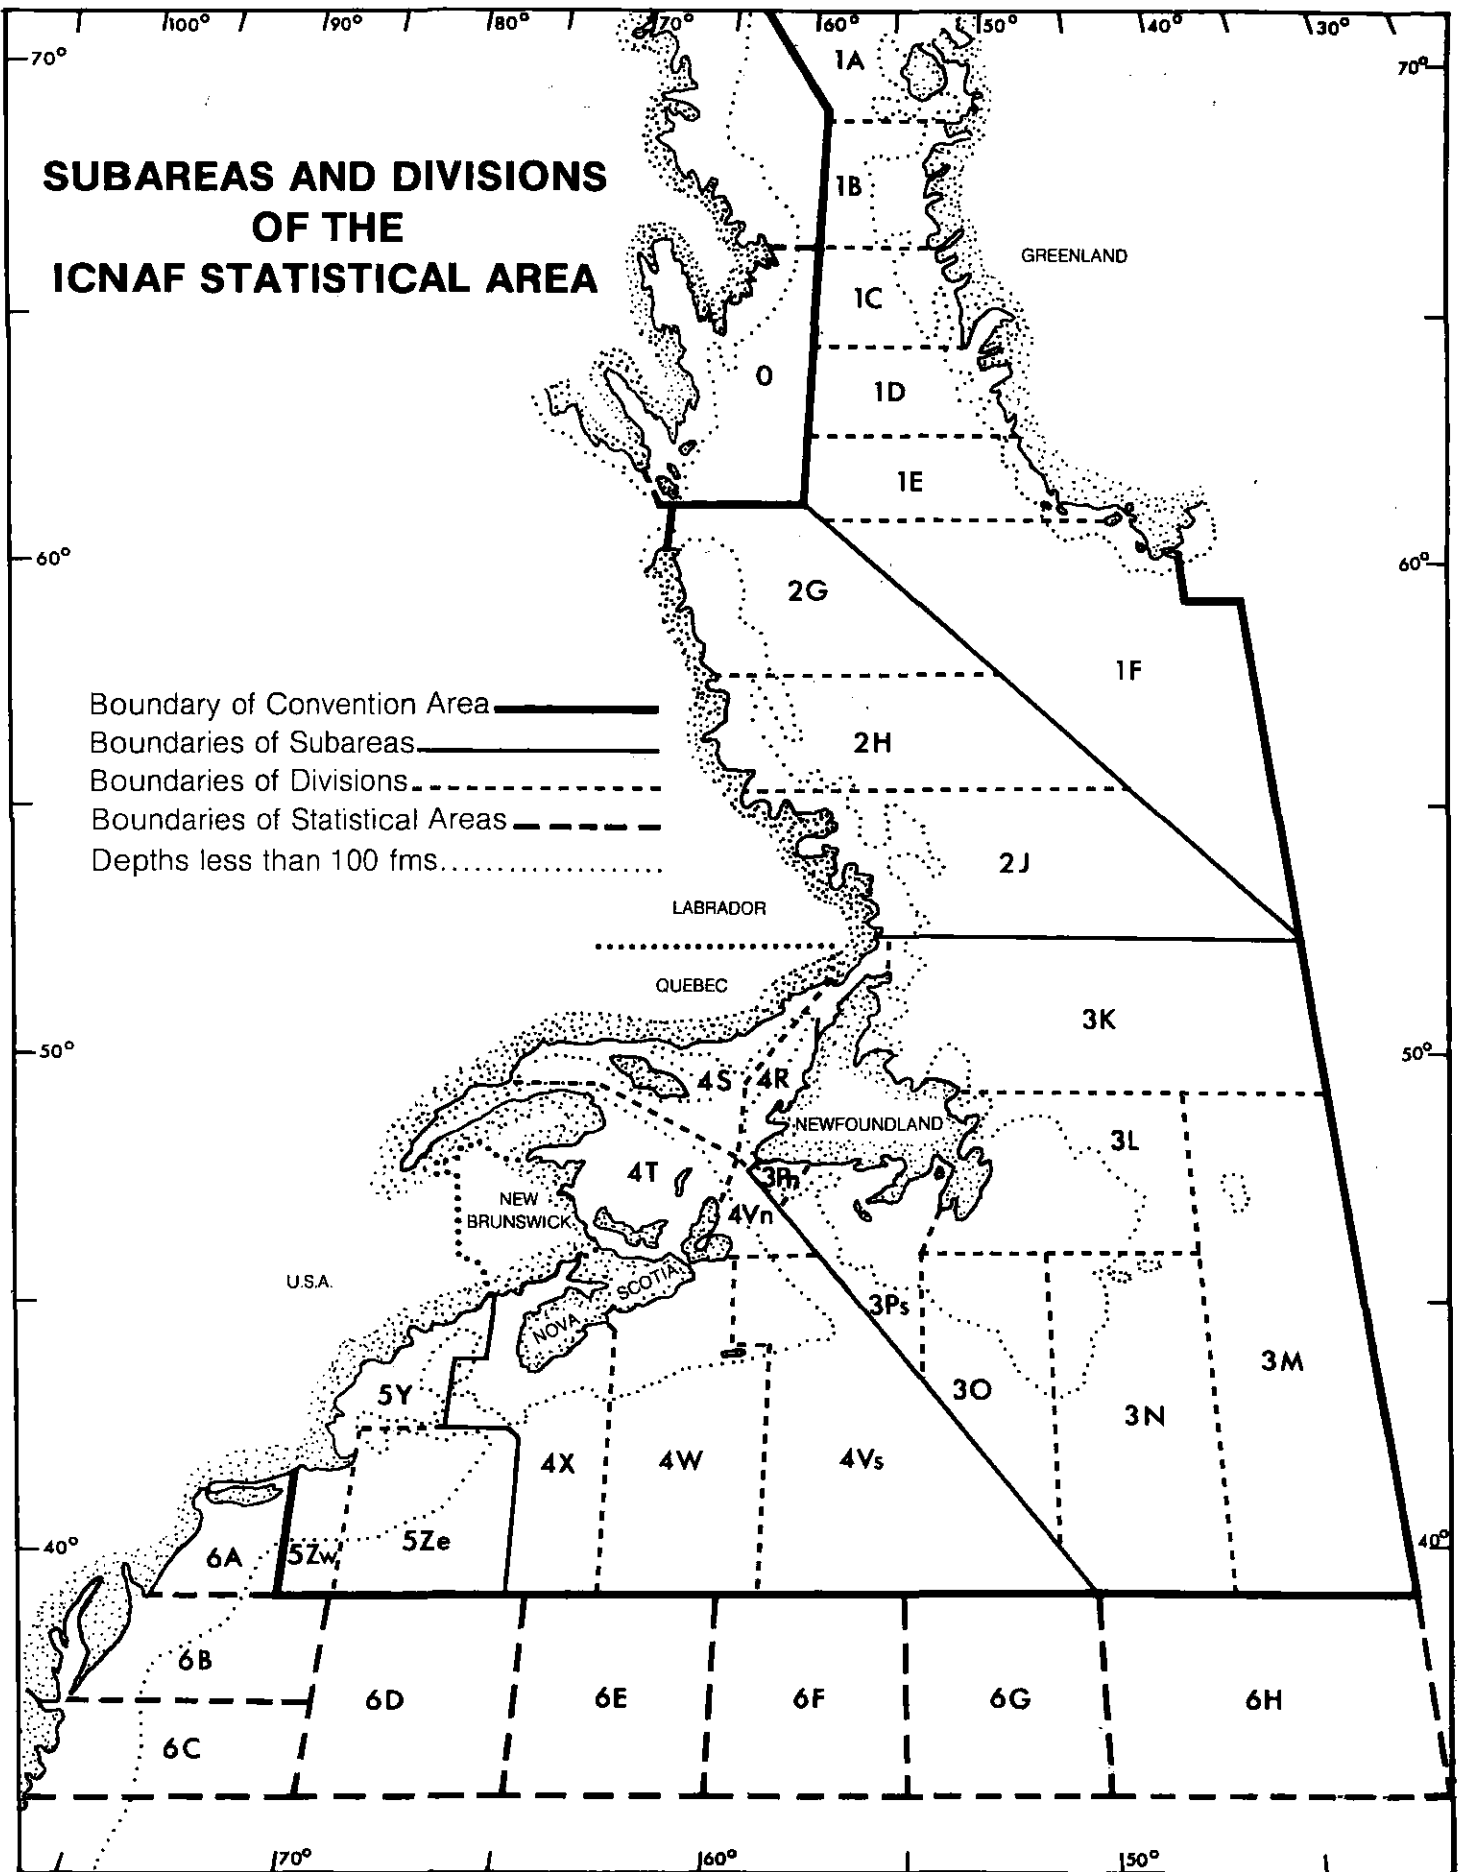 100° 90° 80° 70° 60° 50° 40° 30°
70° 70°
1A
SUBAREAS AND DIVISIONS
OF THE
ICNAF STATISTICAL AREA
1B
GREENLAND
1C
0
1D
1E
60° 60°
2G
1F
Boundary of Convention Area
Boundaries of Subareas
2H
Boundaries of Divisions
Boundaries of Statistical Areas
Depths less than 100 fms
2J
LABRADOR
QUEBEC
3K
50° 50°
4S 4R
NEWFOUNDLAND
3L
4T 3Pn
NEW
BRUNSWICK
4Vn
U.S.A.
NOVA SCOTIA
3Ps
3M
5Y 3O
3N
4X 4W 4Vs
40° 40°
6A 5Zw 5Ze
6B
6D 6E 6F 6G 6H
6C
70° 60° 50°